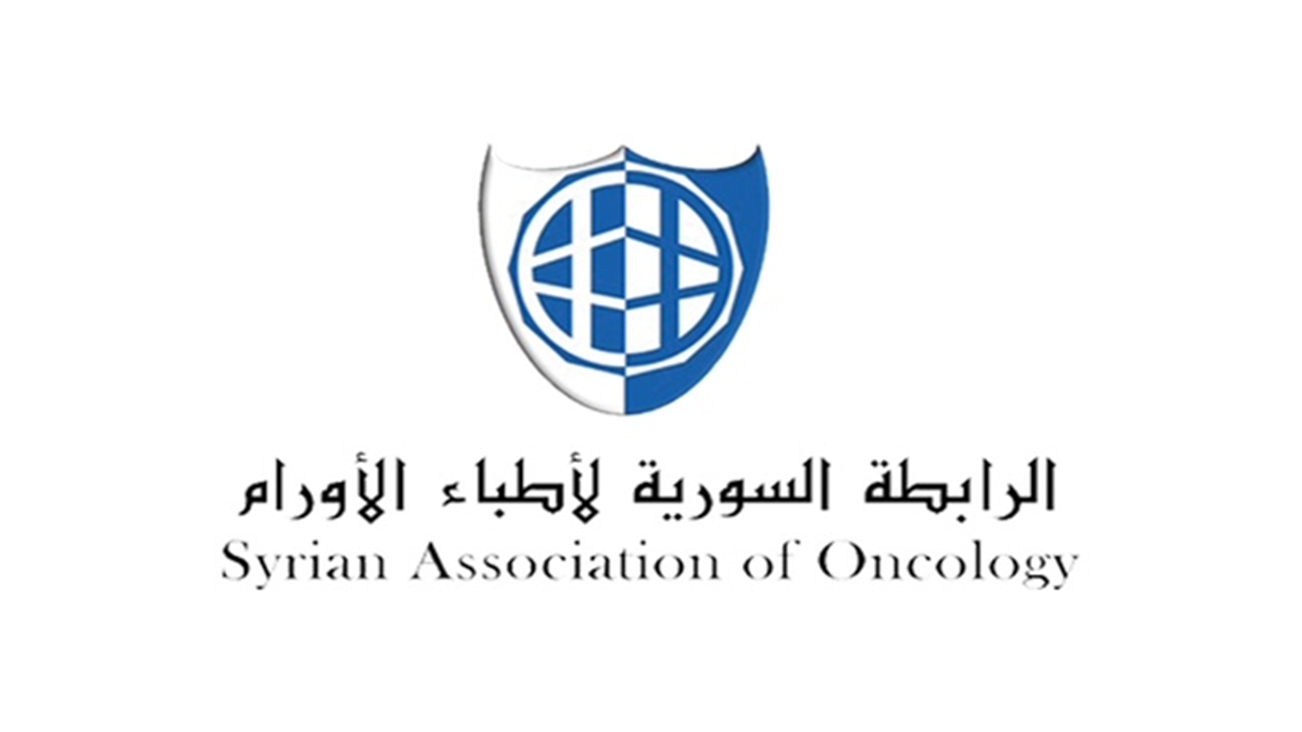 الرابطة السورية لأطباء الأورام
Syrian Association of Oncology